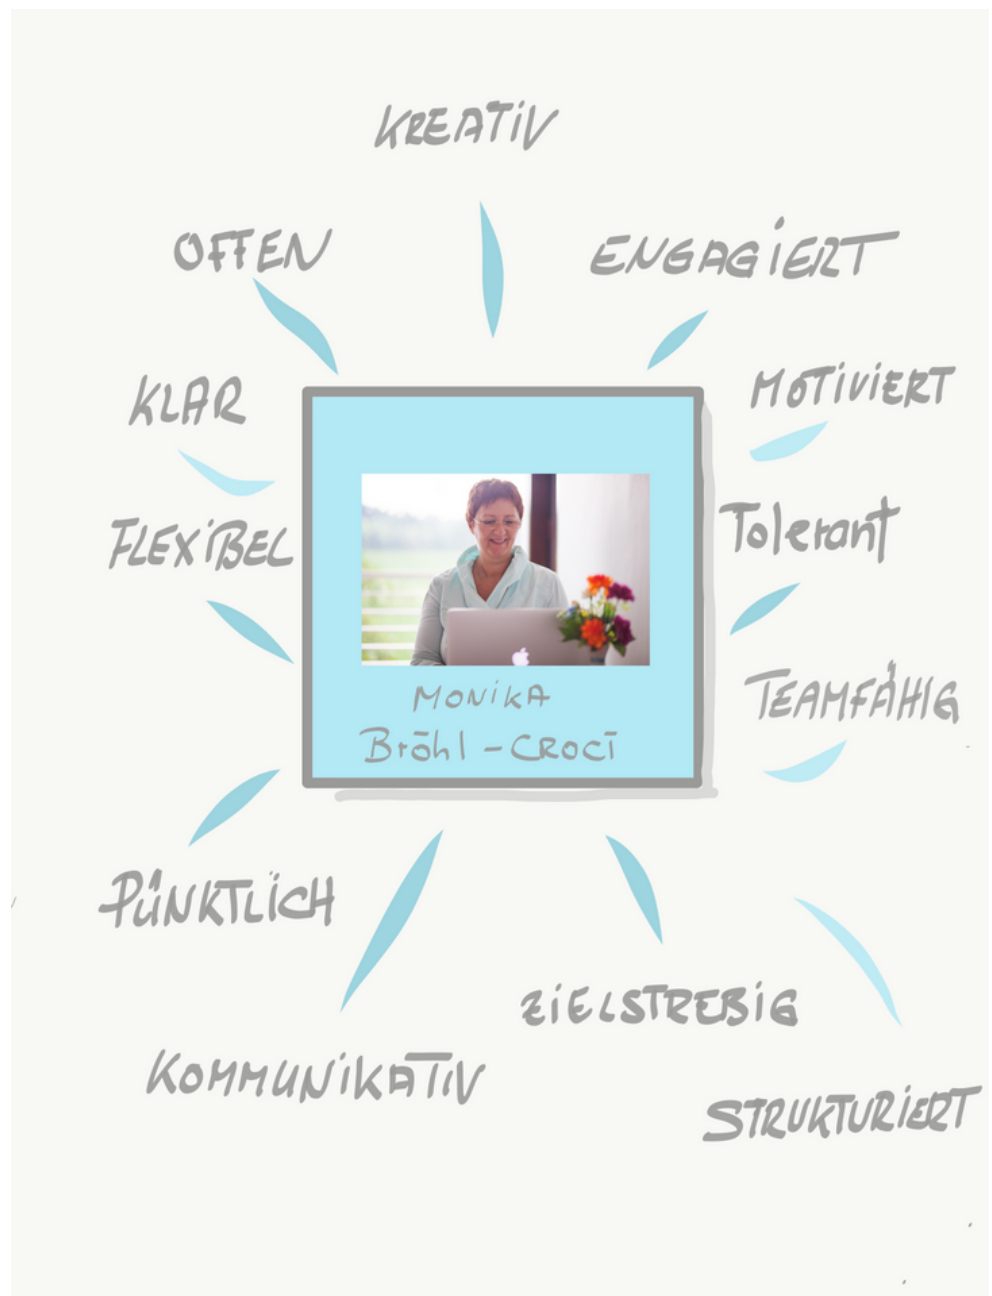 KREATIV
OFFEN
ENGAGIERT
KLAR
MOTIVIERT
FLEXIBEL
Tolerant
MONIKA
Bröhl - CROCI
TEAMFÄHIG
PÜNKTLICH
ZIELSTREBIG
KOMMUNIKATIV
STRUKTURIERT